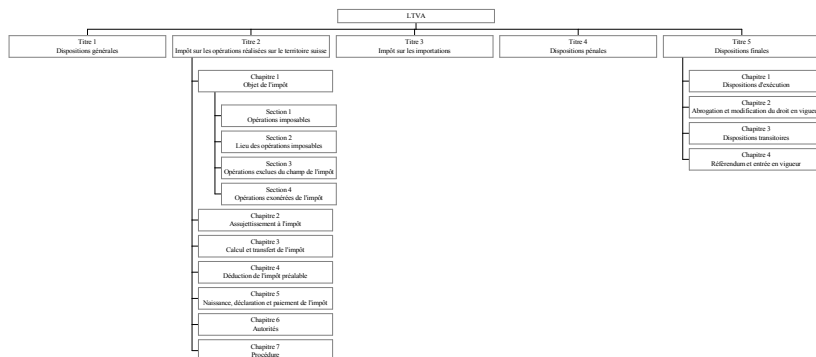 LTVA
Titre 1
Dispositions générales
Titre 2
Impôt sur les opérations réalisées sur le territoire suisse
Chapitre 1
Objet de l'impôt
Section 1
Opérations imposables
Section 2
Lieu des opérations imposables
Section 3
Opérations exclues du champ de l'impôt
Section 4
Opérations exonérées de l'impôt
Chapitre 2
Assujettissement à l'impôt
Chapitre 3
Calcul et transfert de l'impôt
Chapitre 4
Déduction de l'impôt préalable
Chapitre 5
Naissance, déclaration et paiement de l'impôt
Chapitre 6
Autorités
Chapitre 7
Procédure
Titre 3
Impôt sur les importations
Titre 4
Dispositions pénales
Titre 5
Dispositions finales
Chapitre 1
Dispositions d'exécution
Chapitre 2
Abrogation et modification du droit en vigueur
Chapitre 3
Dispositions transitoires
Chapitre 4
Référendum et entrée en vigueur